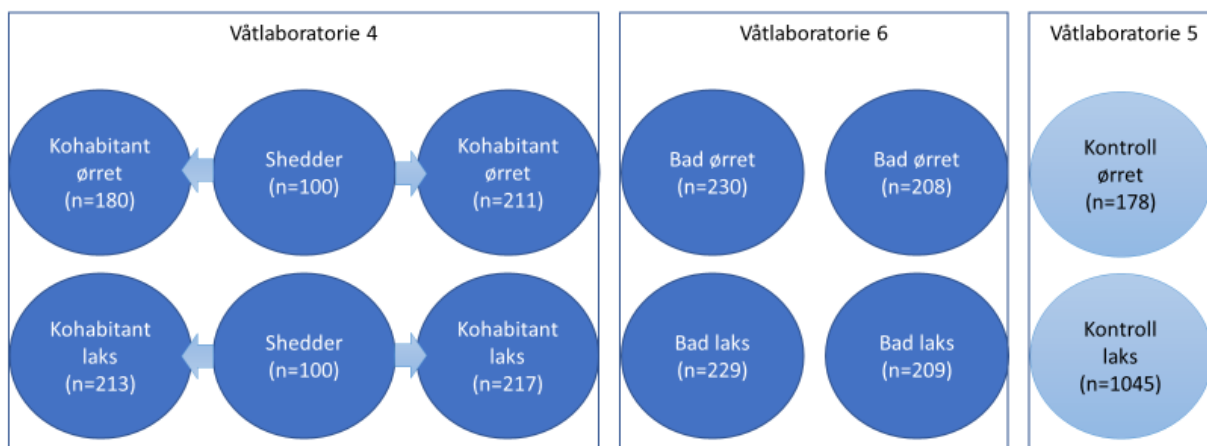 Våtlaboratorie 4
Kohabitant
ørret
(n=180)
Shedder
(n=100)
Kohabitant
ørret
(n=211)
Kohabitant
laks
(n=213)
Shedder
(n=100)
Kohabitant
laks
(n=217)
Våtlaboratorie 6
Bad ørret
(n=230)
Bad ørret
(n=208)
Bad laks
(n=229)
Bad laks
(n=209)
Våtlaboratorie 5
Kontroll
ørret
(n=178)
Kontroll
laks
(n=1045)